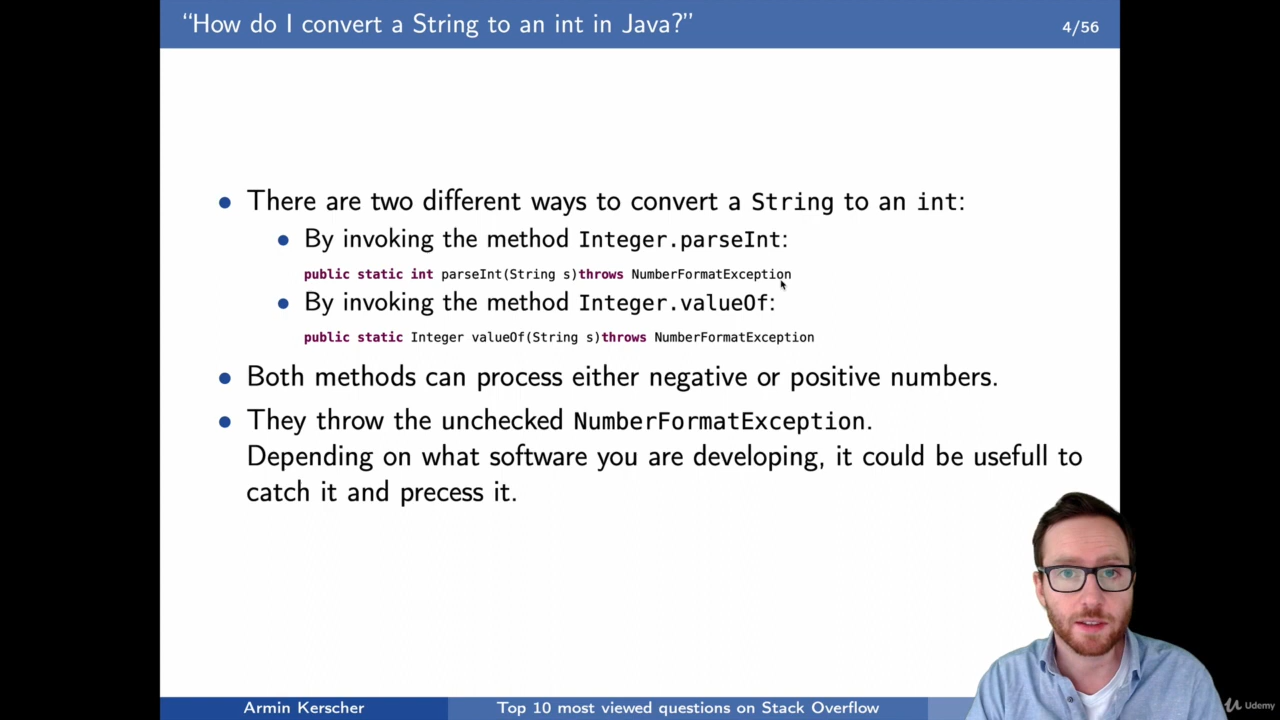 “How do I convert a String to an int in Java?”
4/56
• There are two different ways to convert a String to an int:
• By invoking the method Integer.parseInt:
public static int parseInt(String s)throws NumberFormatException
• By invoking the method Integer.valueOf:
public static Integer valueOf(String s)throws NumberFormatException
• Both methods can process either negative or positive numbers.
• They throw the unchecked NumberFormatException.
Depending on what software you are developing, it could be usefull to
catch it and precess it.
Armin Kerscher
Top 10 most viewed questions on Stack Overflow
Udemy